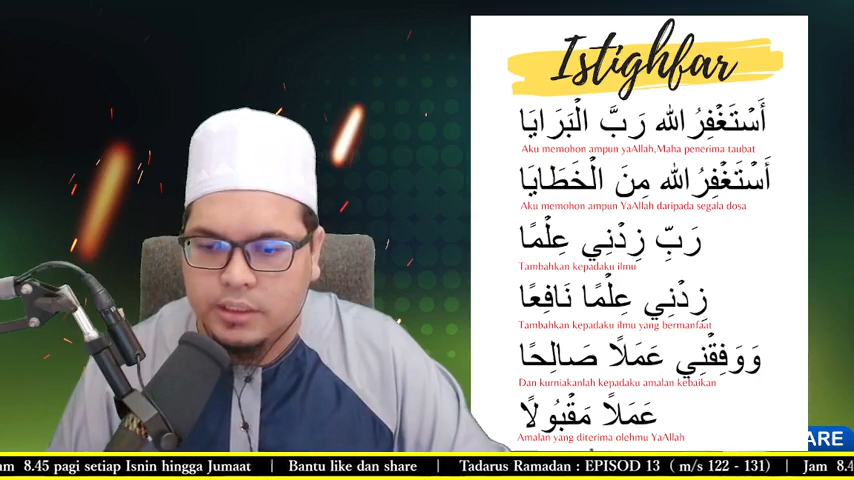 Istighfar
أَسْتَغْفِرُ الله رَبَّ الْبَرَايَا
Aku memohon ampun yaAllah,Maha penerima taubat
أَسْتَغْفِرُ الله مِنَ الْخَطَايَا
Aku memohon ampun YaAllah daripada segala dosa
رَبِّ زِدْنِي عِلْمًا
Tambahkan kepadaku ilmu
زِدْنِي عِلْمًا نَافِعًا
Tambahkan kepadaku ilmu yang bermanfaat
وَوَفِقْنِي عَمَلًا صَالِحًا
Dan kurniakanlah kepadaku amalan kebaikan
عَمَلًا مَقْبُولًا
Amalan yang diterima olehmu YaAllah
ARE
am 8.45 pagi setiap Isnin hingga Jumaat | Bantu like dan share | Tadarus Ramadan : EPISOD 13 ( m/s 122 - 131) | Jam 8.4